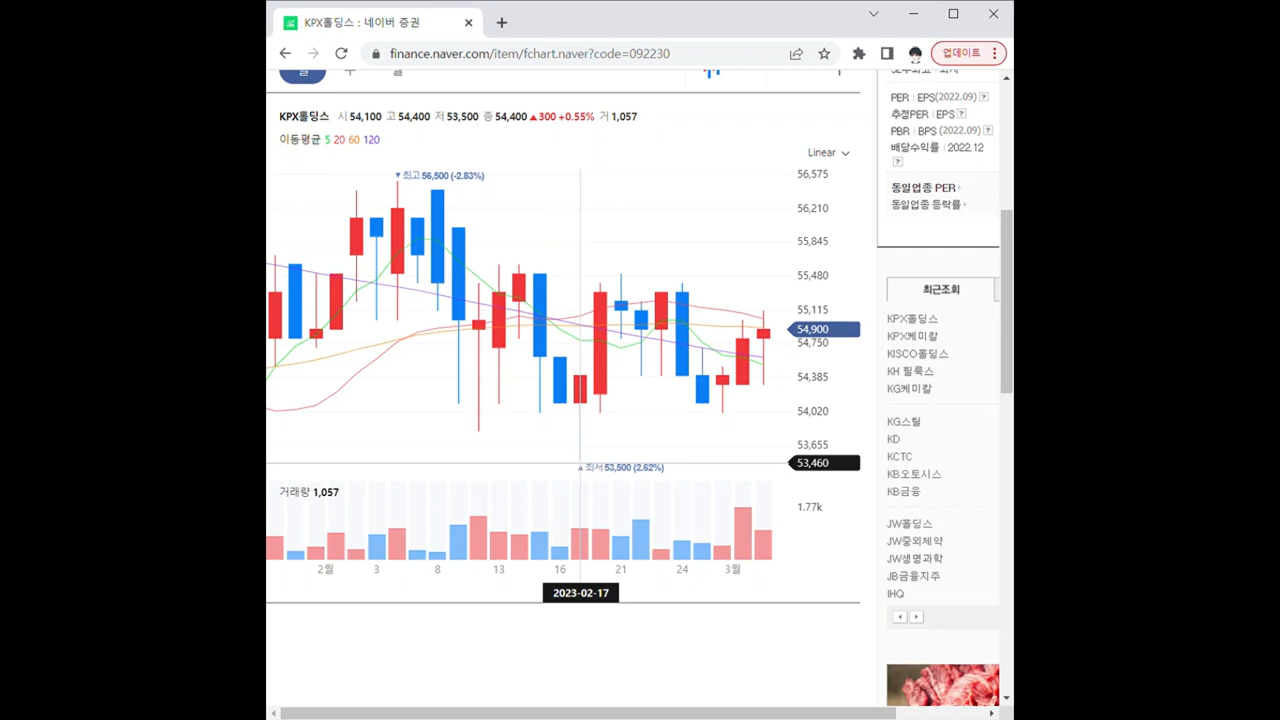 KPX홀딩스 : 네이버 증권
finance.naver.com/item/fchart.naver?code=092230
업데이트
KPX홀딩스 시 54,100 고 54,400 저 53,500 종 54,400 ▲300 +0.55% 거 1,057
이동평균 5 20 60 120
Linear
▼최고 56,500 (-2.83%)
56,575
56,210
55,845
55,480
55,115
54,900
54,750
54,385
54,020
53,655
53,460
▲최저 53,500 (2.62%)
거래량 1,057
1.77k
2월 3 8 13 16 21 24 3월
2023-02-17
PER | EPS(2022.09) ?
추정PER | EPS ?
PBR | BPS (2022.09) ?
배당수익률 | 2022.12
?
동일업종 PER
동일업종 등락률
최근조회
KPX홀딩스
KPX케미칼
KISCO홀딩스
KH 필룩스
KG케미칼
KG스틸
KD
KCTC
KB오토시스
KB금융
JW홀딩스
JW중외제약
JW생명과학
JB금융지주
IHQ